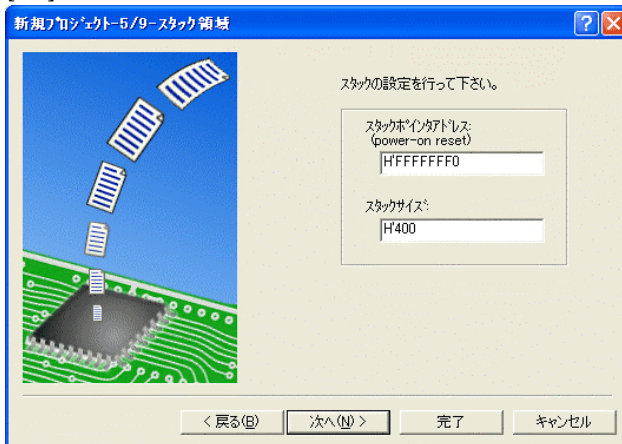 新規ﾌﾟﾛｼﾞｪｸﾄ-5/9-ｽﾀｯｸ領域
ｽﾀｯｸの設定を行って下さい。
ｽﾀｯｸﾎﾟｲﾝﾀｱﾄﾞﾚｽ:
(power-on reset)
H'FFFFFFF0
ｽﾀｯｸｻｲｽﾞ:
H'400
< 戻る(B)
次へ(N) >
完了
キャンセル